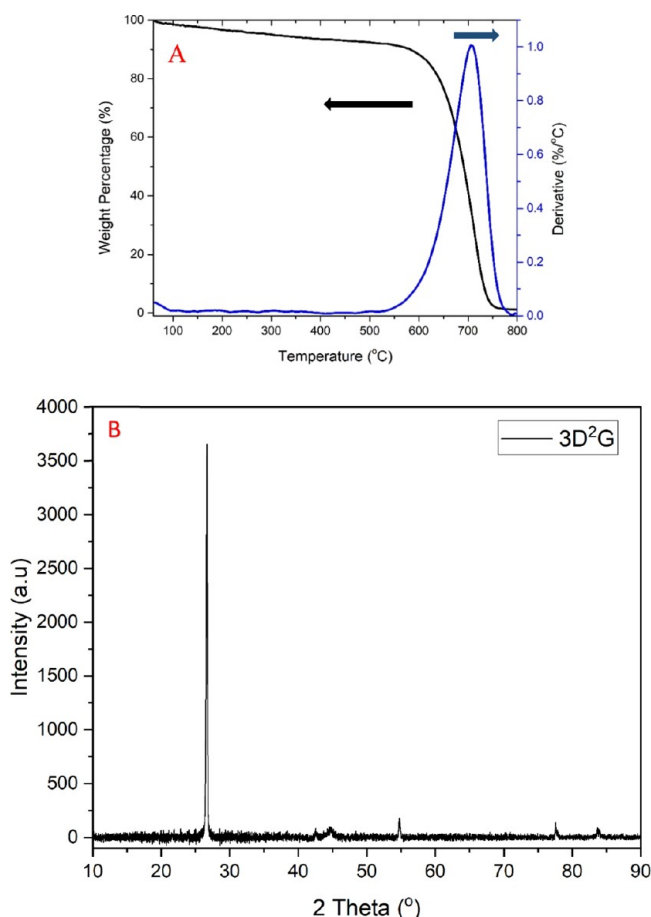 A
Weight Percentage (%)
100
80
60
40
20
0
100 200 300 400 500 600 700 800
Temperature (°C)
1.0
0.8
0.6
0.4
0.2
0.0
Derivative (%/°C)
B
3D²G
Intensity (a.u)
4000
3500
3000
2500
2000
1500
1000
500
0
10 20 30 40 50 60 70 80 90
2 Theta (°)